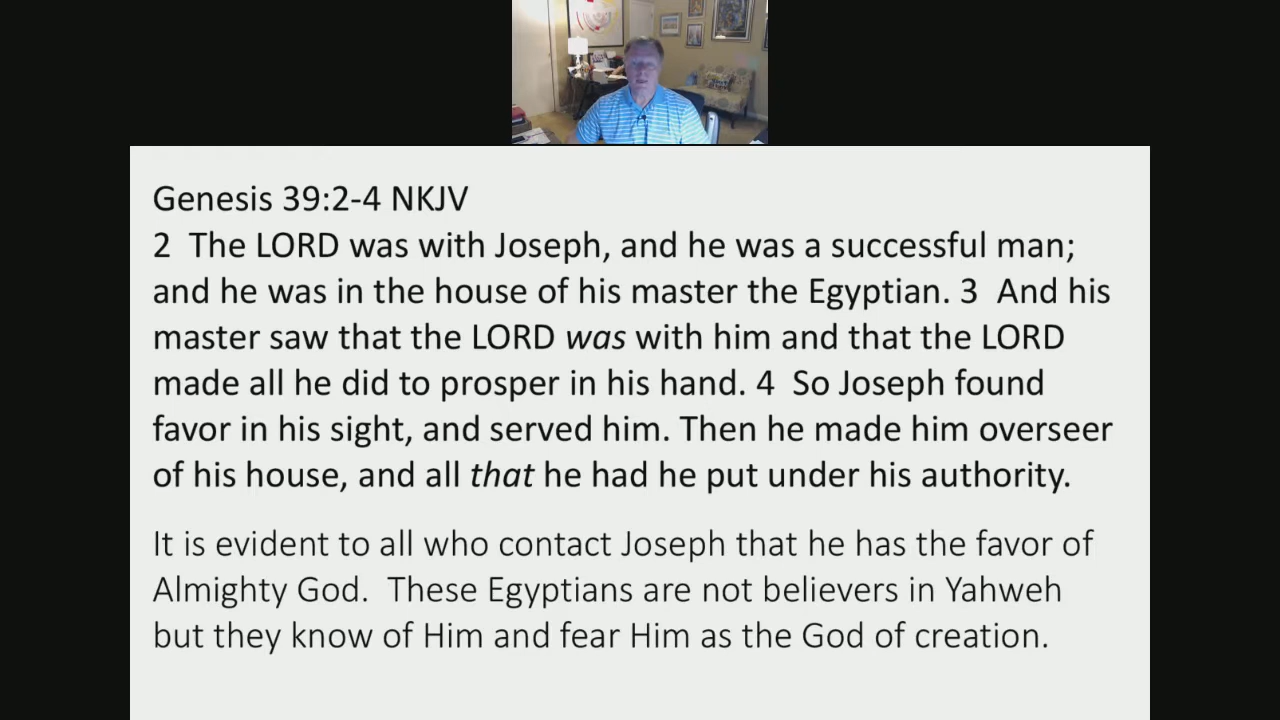 Genesis 39:2-4 NKJV
2  The LORD was with Joseph, and he was a successful man;
and he was in the house of his master the Egyptian. 3  And his
master saw that the LORD was with him and that the LORD
made all he did to prosper in his hand. 4  So Joseph found
favor in his sight, and served him. Then he made him overseer
of his house, and all that he had he put under his authority.
It is evident to all who contact Joseph that he has the favor of
Almighty God.  These Egyptians are not believers in Yahweh
but they know of Him and fear Him as the God of creation.